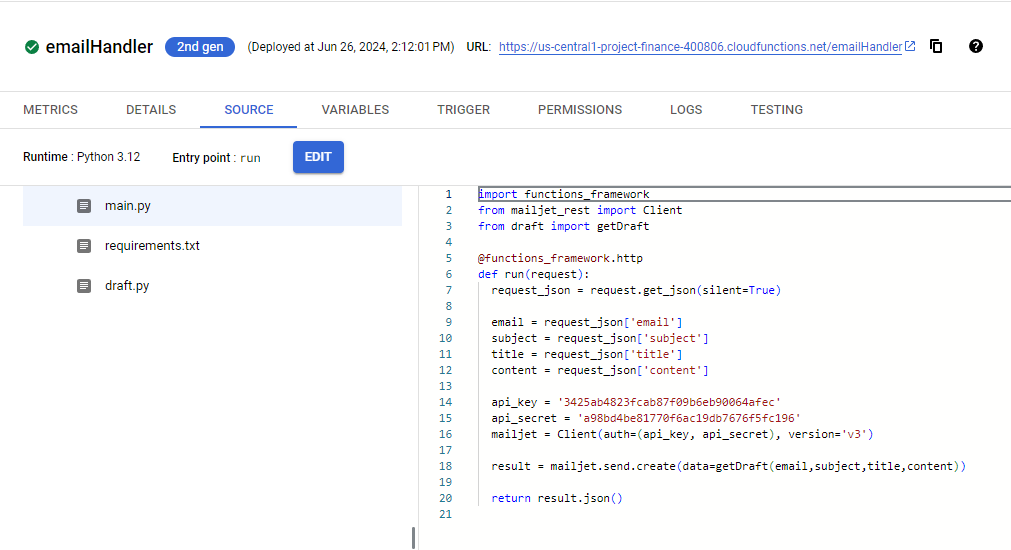 emailHandler 2nd gen (Deployed at Jun 26, 2024, 2:12:01 PM) URL: https://us-central1-project-finance-400806.cloudfunctions.net/emailHandler ?
METRICS DETAILS SOURCE VARIABLES TRIGGER PERMISSIONS LOGS TESTING
Runtime : Python 3.12 Entry point : run EDIT
main.py
requirements.txt
draft.py
1 import functions_framework
2 from mailjet_rest import Client
3 from draft import getDraft
4
5 @functions_framework.http
6 def run(request):
7   request_json = request.get_json(silent=True)
8
9   email = request_json['email']
10   subject = request_json['subject']
11   title = request_json['title']
12   content = request_json['content']
13
14   api_key = '3425ab4823fcab87f09b6eb90064afec'
15   api_secret = 'a98bd4be81770f6ac19db7676f5fc196'
16   mailjet = Client(auth=(api_key, api_secret), version='v3')
17
18   result = mailjet.send.create(data=getDraft(email,subject,title,content))
19
20   return result.json()
21